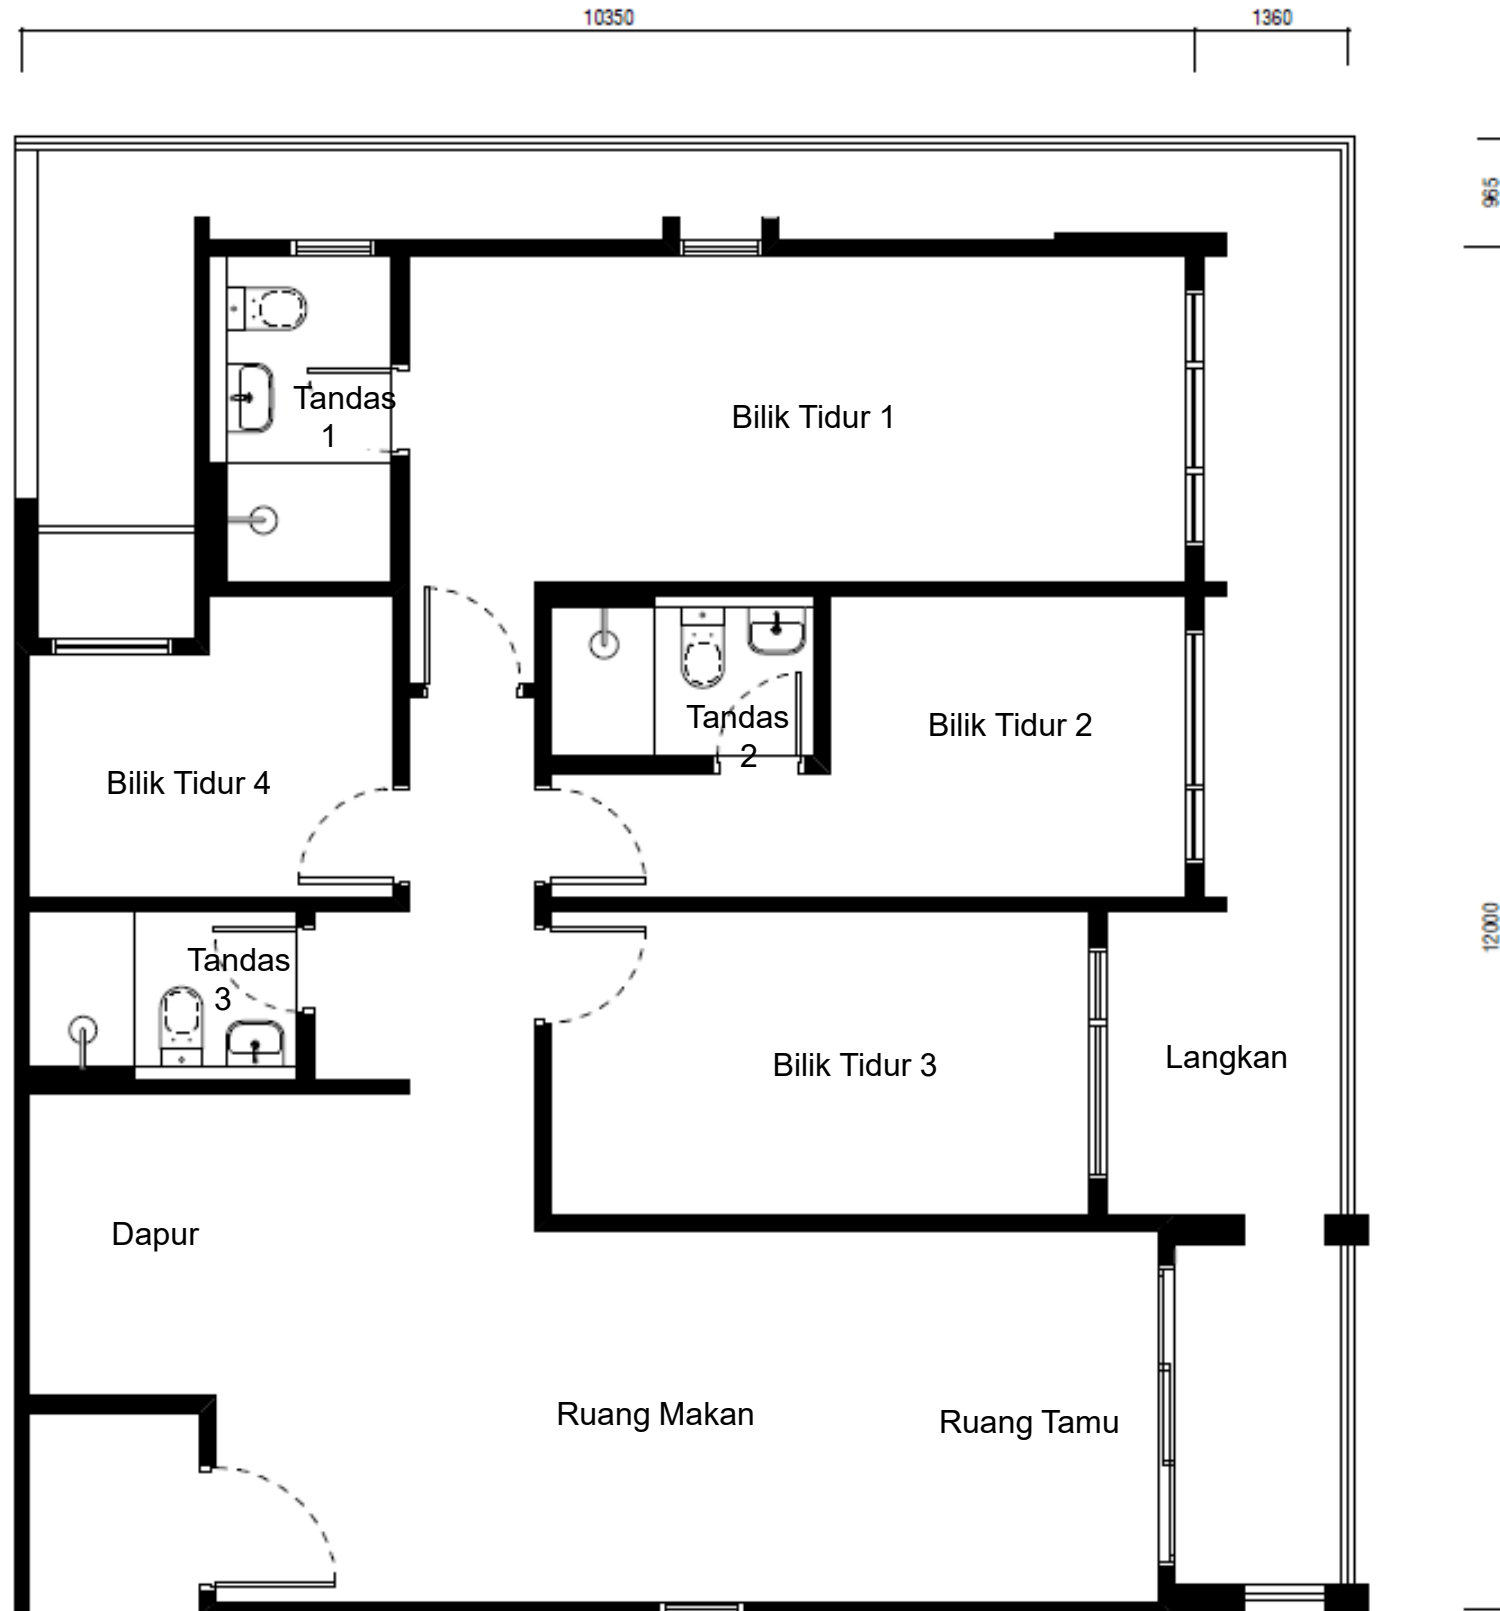 10350
1360
965
Tandas
1
Bilik Tidur 1
Tandas
2
Bilik Tidur 2
Bilik Tidur 4
12000
Tandas
3
Bilik Tidur 3
Langkan
Dapur
Ruang Makan
Ruang Tamu